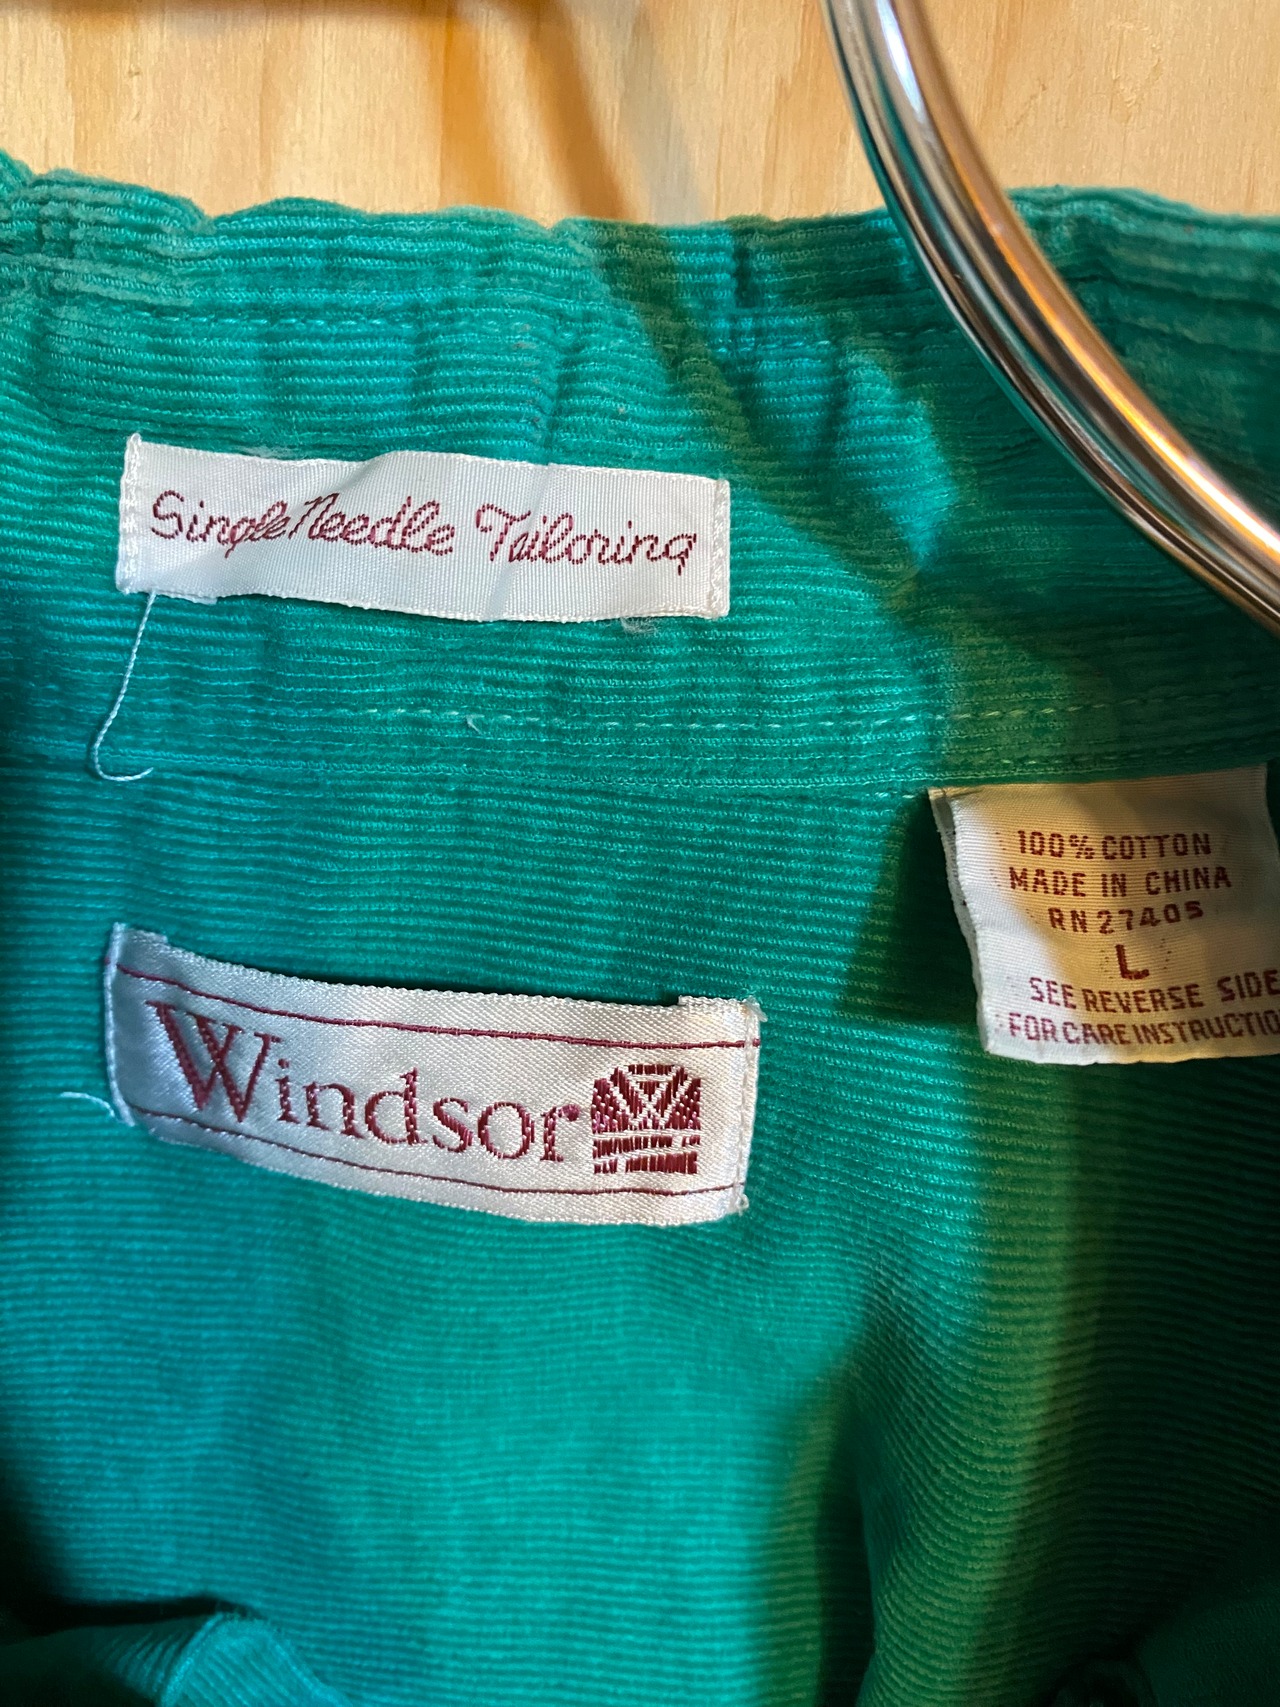 Single Needle Tailoring
100% COTTON
MADE IN CHINA
RN 27405
L
SEE REVERSE SIDE
FOR CARE INSTRUCTIO
Windsor